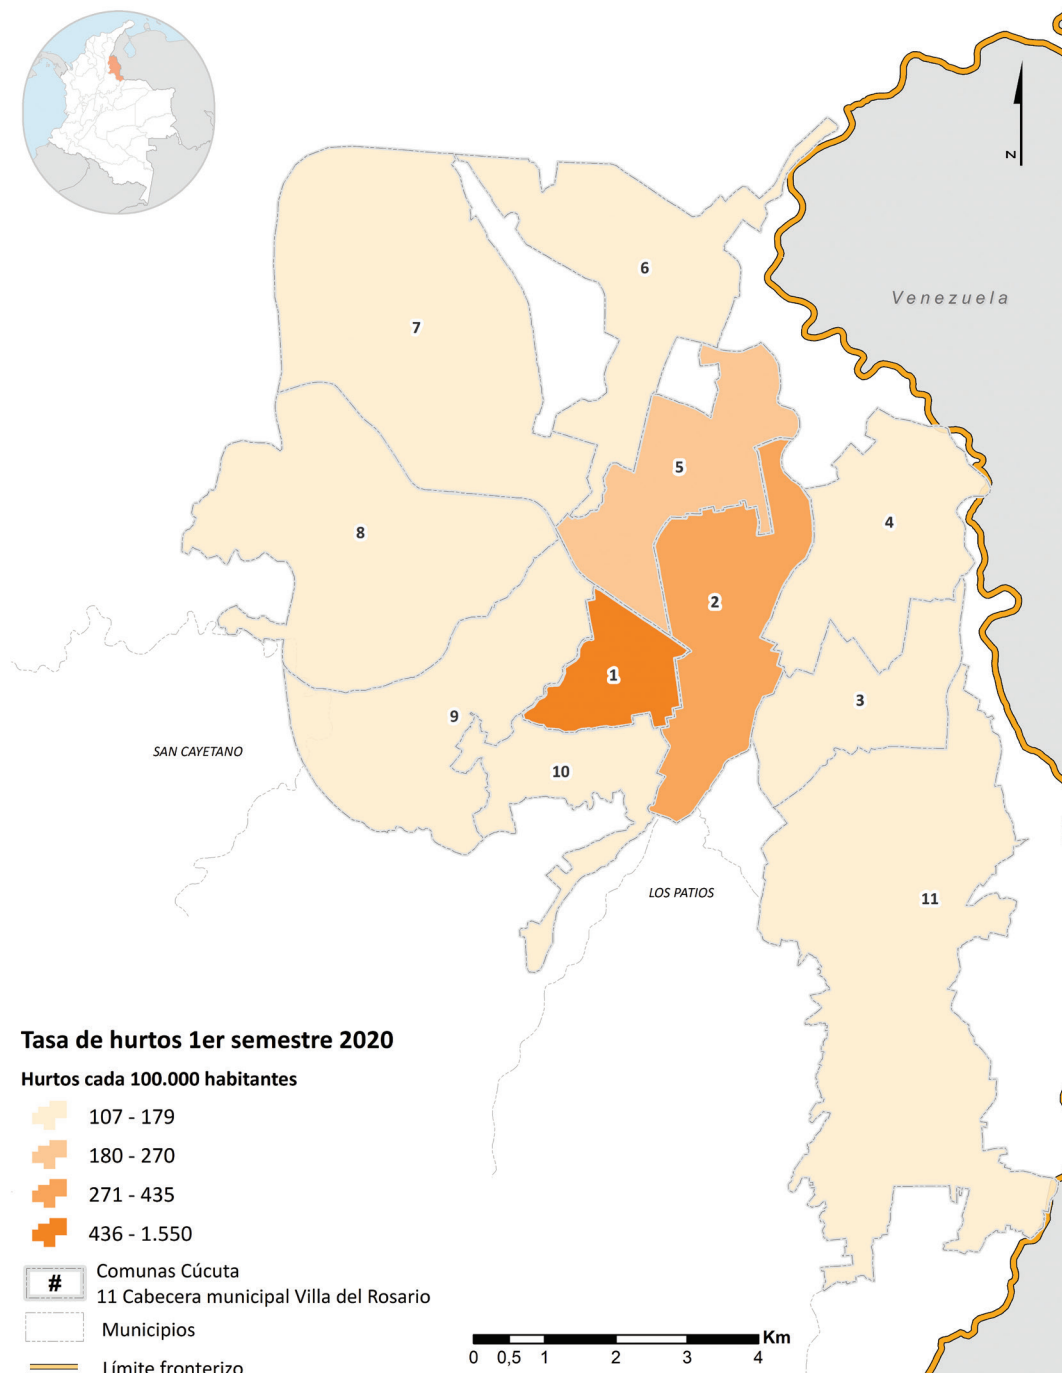 N
Venezuela
6
7
5
4
8
2
1
3
9
SAN CAYETANO
10
LOS PATIOS
11
Tasa de hurtos 1er semestre 2020
Hurtos cada 100.000 habitantes
107 - 179
180 - 270
271 - 435
436 - 1.550
# Comunas Cúcuta
11 Cabecera municipal Villa del Rosario
Municipios
Límite fronterizo
Km
0 0,5 1 2 3 4